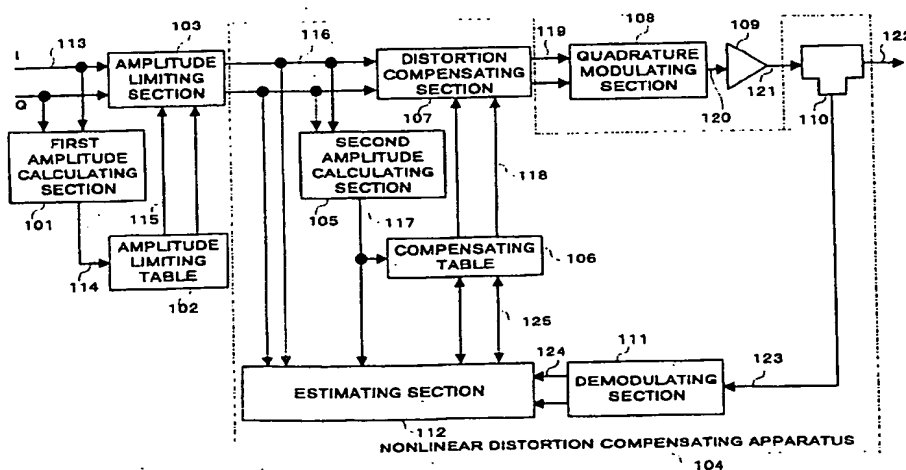 113
I
Q
103
AMPLITUDE
LIMITING
SECTION
116
DISTORTION
COMPENSATING
SECTION
107
119
108
QUADRATURE
MODULATING
SECTION
109
120
121
110
122
FIRST
AMPLITUDE
CALCULATING
SECTION
101
115
114
AMPLITUDE
LIMITING
TABLE
102
SECOND
AMPLITUDE
CALCULATING
SECTION
105
117
118
COMPENSATING
TABLE
106
125
ESTIMATING SECTION
112
124
111
DEMODULATING
SECTION
123
NONLINEAR DISTORTION COMPENSATING APPARATUS
104